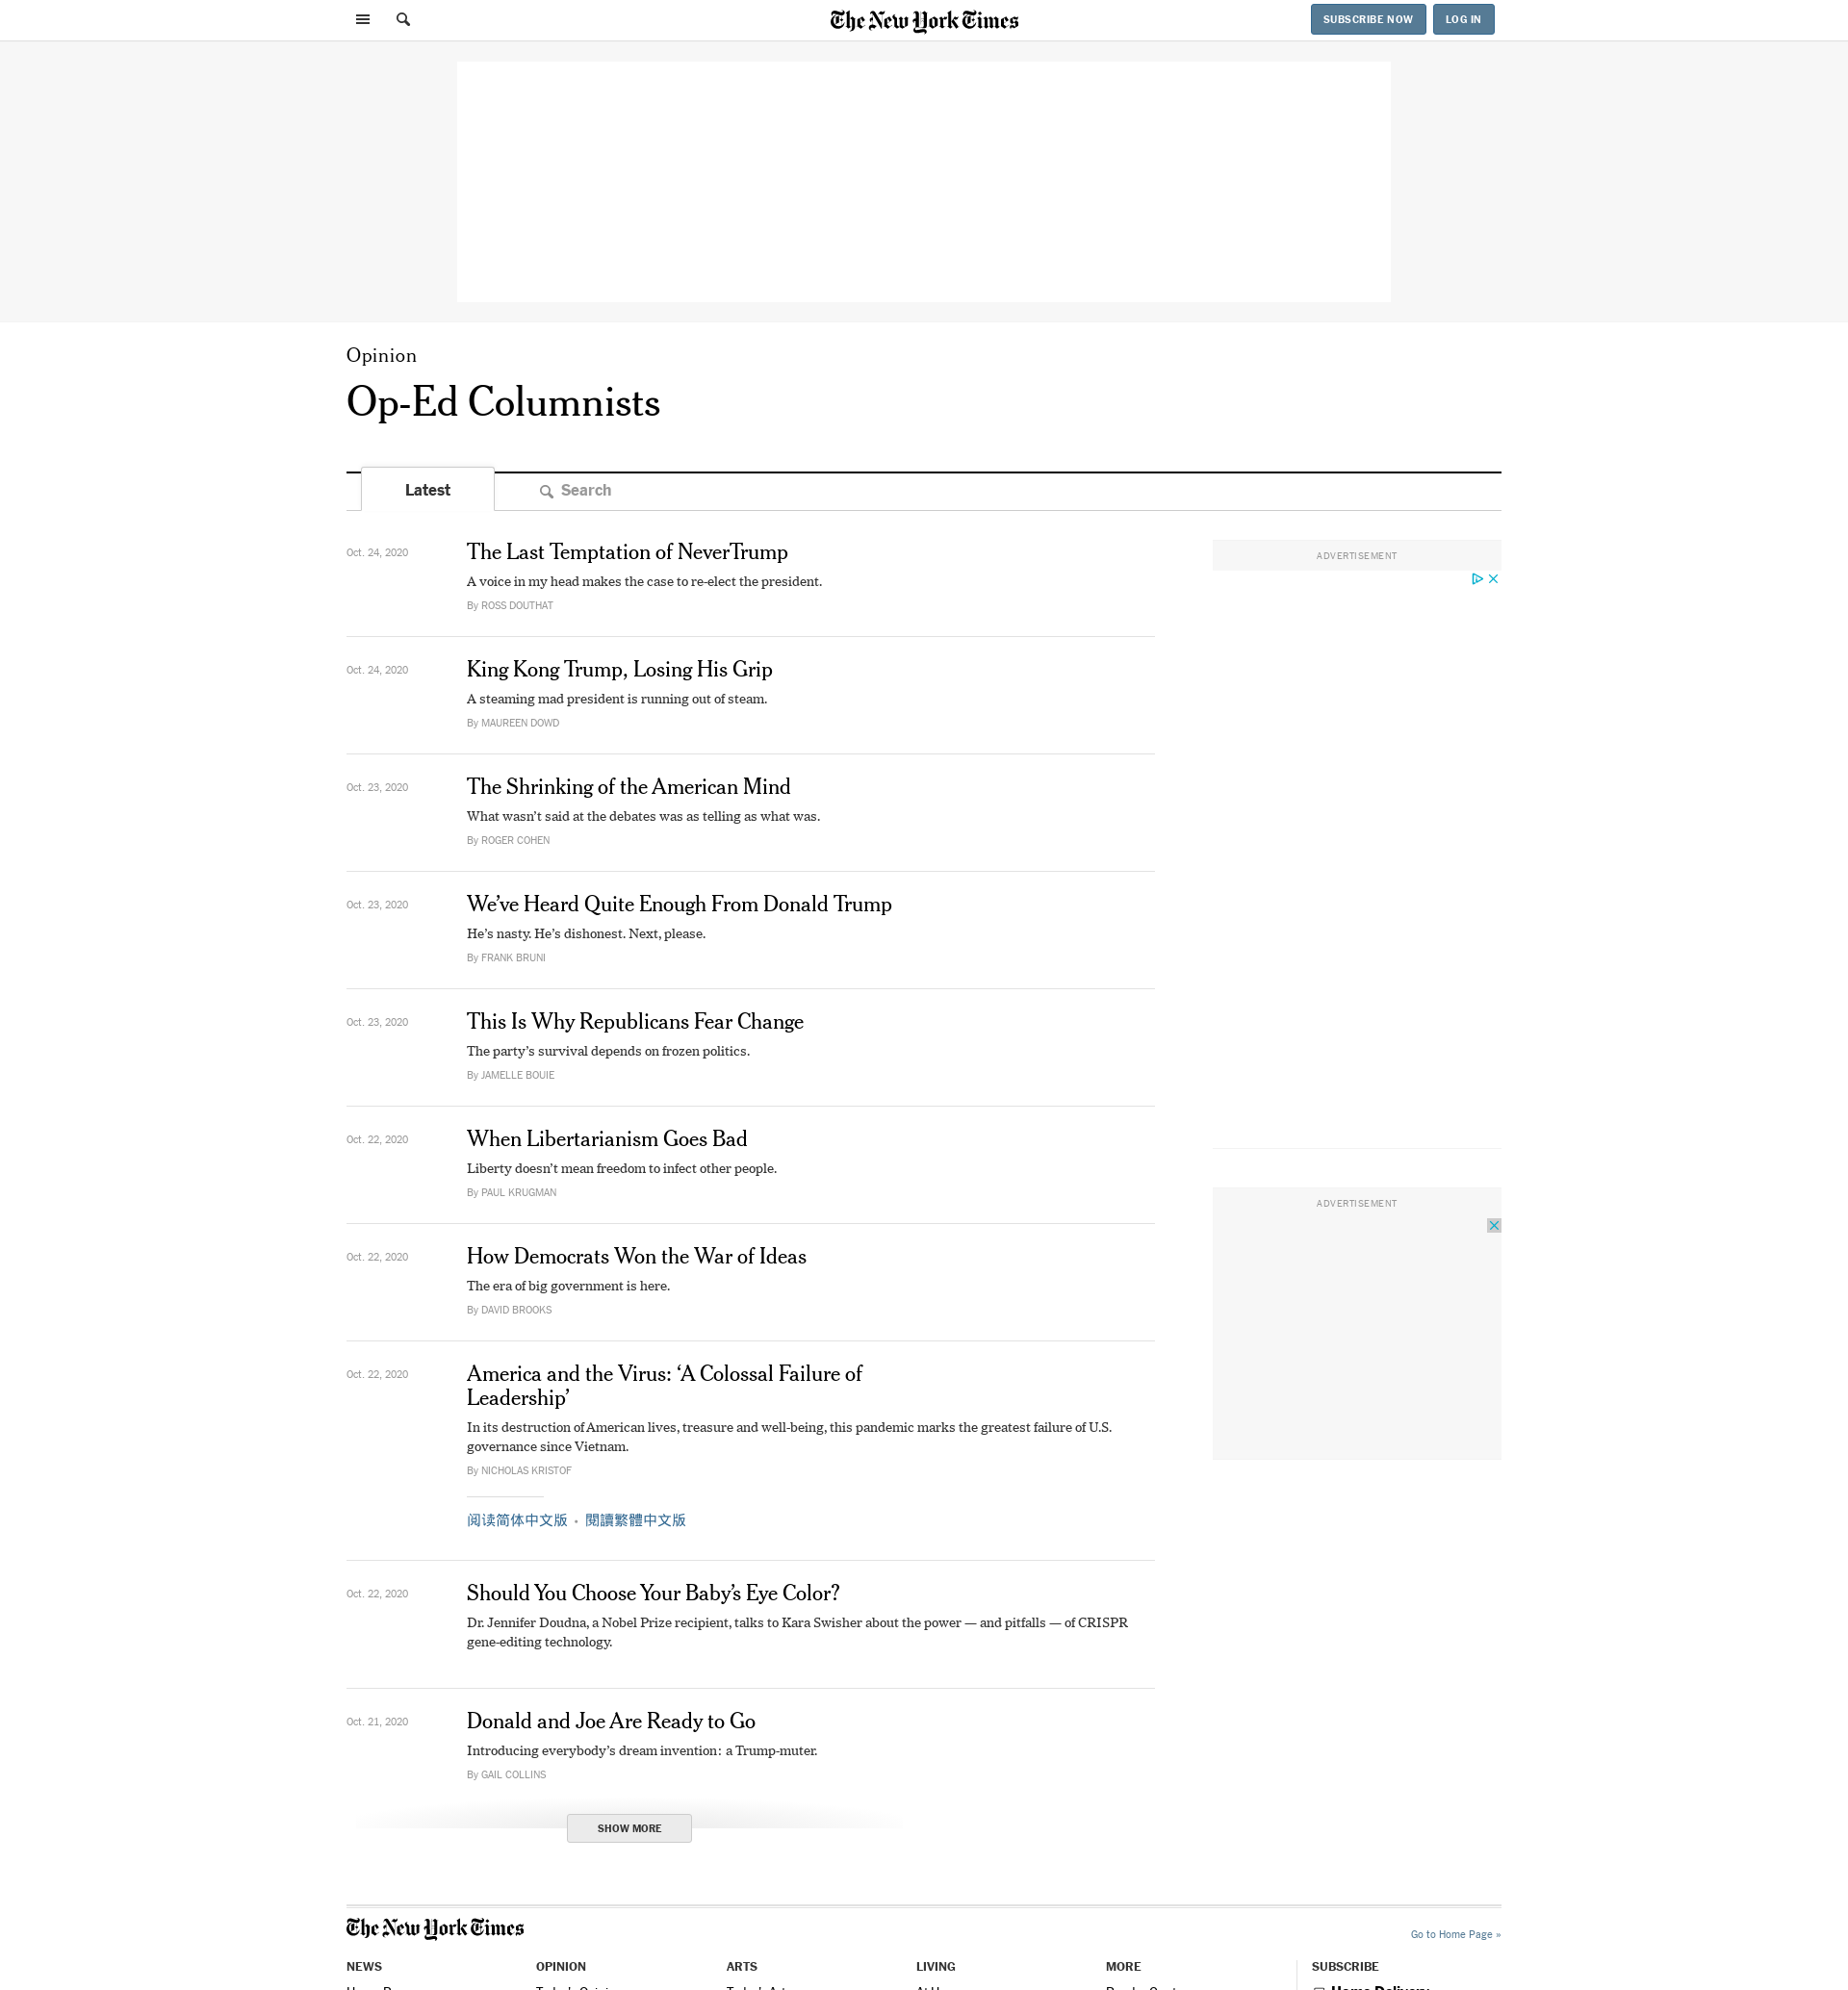 The New York Times
SUBSCRIBE NOW
LOG IN
Opinion
Op-Ed Columnists
Latest
Search
Oct. 24, 2020
The Last Temptation of NeverTrump
A voice in my head makes the case to re-elect the president.
By ROSS DOUTHAT
Oct. 24, 2020
King Kong Trump, Losing His Grip
A steaming mad president is running out of steam.
By MAUREEN DOWD
Oct. 23, 2020
The Shrinking of the American Mind
What wasn’t said at the debates was as telling as what was.
By ROGER COHEN
Oct. 23, 2020
We’ve Heard Quite Enough From Donald Trump
He’s nasty. He’s dishonest. Next, please.
By FRANK BRUNI
Oct. 23, 2020
This Is Why Republicans Fear Change
The party’s survival depends on frozen politics.
By JAMELLE BOUIE
Oct. 22, 2020
When Libertarianism Goes Bad
Liberty doesn’t mean freedom to infect other people.
By PAUL KRUGMAN
Oct. 22, 2020
How Democrats Won the War of Ideas
The era of big government is here.
By DAVID BROOKS
Oct. 22, 2020
America and the Virus: ‘A Colossal Failure of
Leadership’
In its destruction of American lives, treasure and well-being, this pandemic marks the greatest failure of U.S.
governance since Vietnam.
By NICHOLAS KRISTOF
阅读简体中文版 • 閱讀繁體中文版
Oct. 22, 2020
Should You Choose Your Baby’s Eye Color?
Dr. Jennifer Doudna, a Nobel Prize recipient, talks to Kara Swisher about the power — and pitfalls — of CRISPR
gene-editing technology.
Oct. 21, 2020
Donald and Joe Are Ready to Go
Introducing everybody’s dream invention: a Trump-muter.
By GAIL COLLINS
SHOW MORE
ADVERTISEMENT
ADVERTISEMENT
The New York Times
Go to Home Page »
NEWS
OPINION
ARTS
LIVING
MORE
SUBSCRIBE
Home Delivery